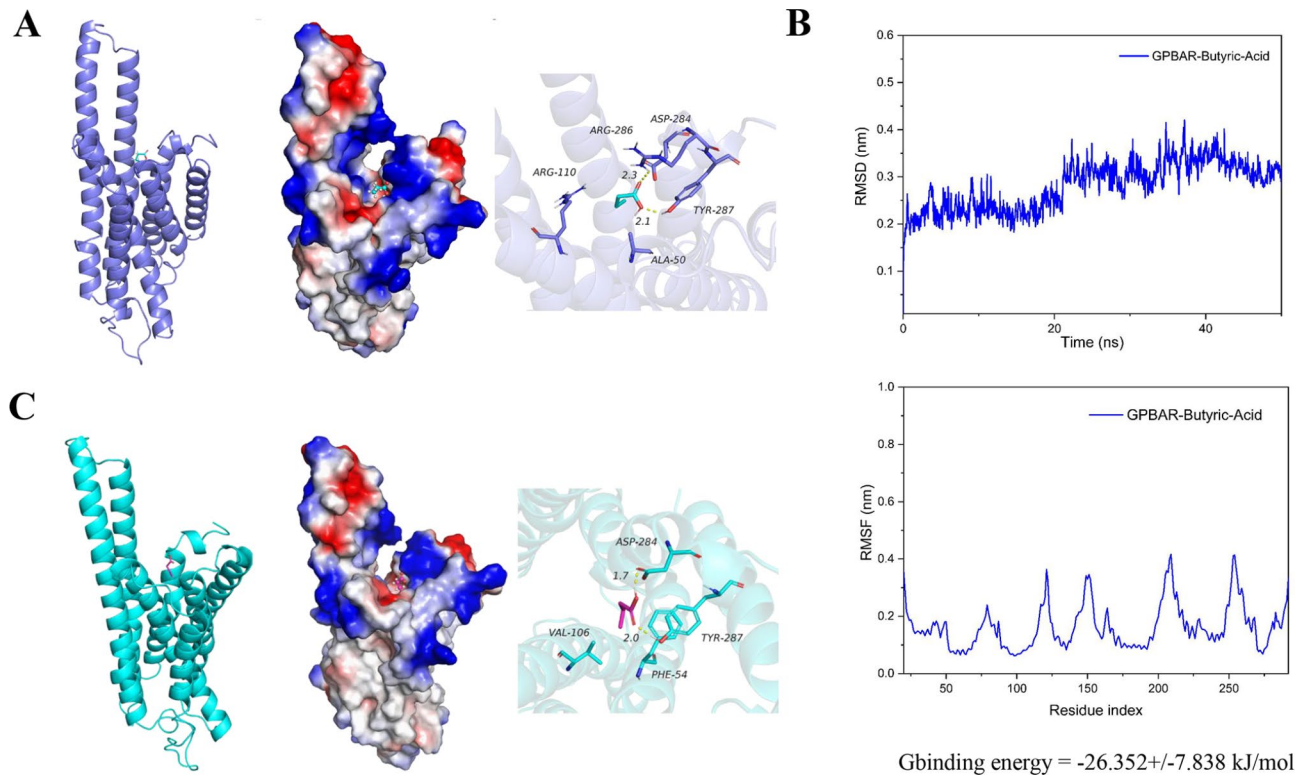 A
ARG-286
ASP-284
ARG-110
2.3
2.1
TYR-287
ALA-50
B
0.6
0.5
0.4
0.3
0.2
0.1
GPBAR-Butyric-Acid
RMSD (nm)
0
20
40
Time (ns)
C
ASP-284
1.7
VAL-106
2.0
TYR-287
PHE-54
1.0
0.8
0.6
0.4
0.2
0.0
GPBAR-Butyric-Acid
RMSF (nm)
50
100
150
200
250
Residue index
Gbinding energy = -26.352+/-7.838 kJ/mol